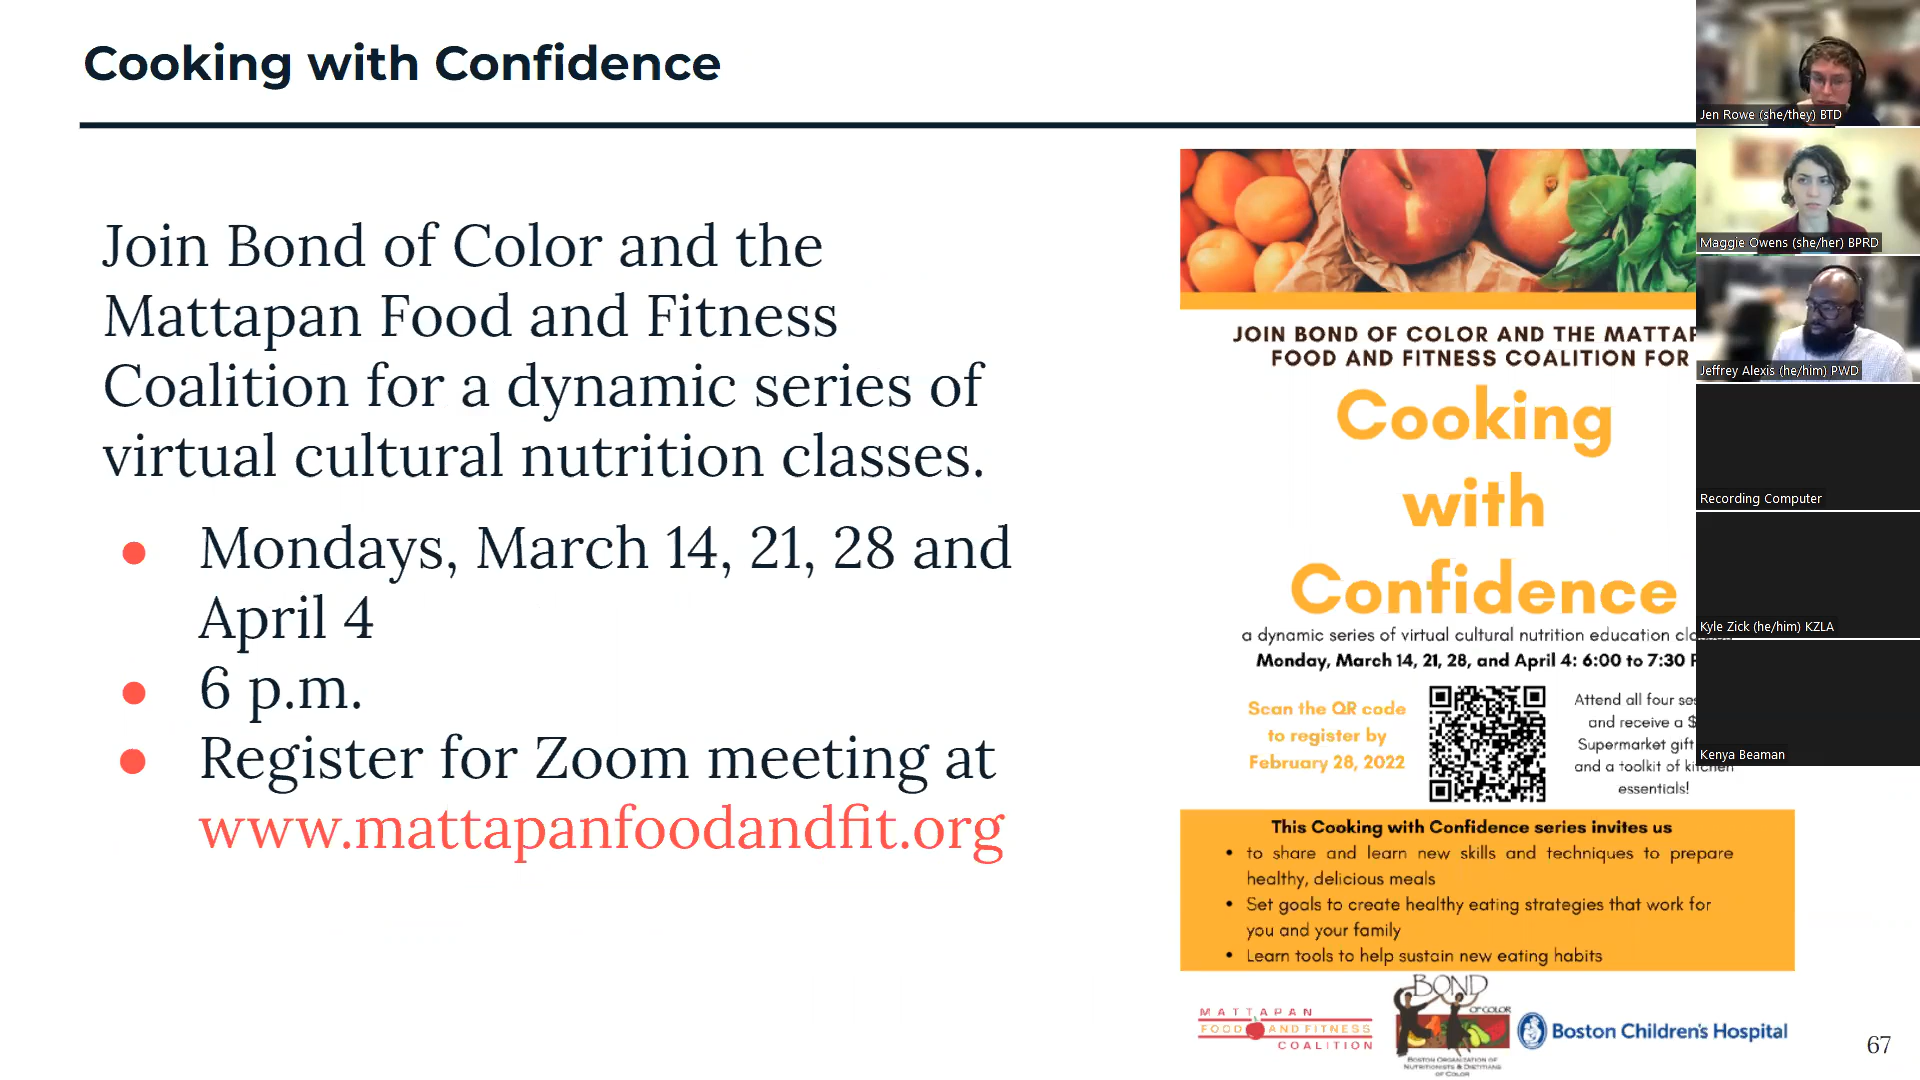 Cooking with Confidence
Join Bond of Color and the
Mattapan Food and Fitness
Coalition for a dynamic series of
virtual cultural nutrition classes.
● Mondays, March 14, 21, 28 and
April 4
● 6 p.m.
● Register for Zoom meeting at
www.mattapanfoodandfit.org
JOIN BOND OF COLOR AND THE
FOOD AND FITNESS COALITION FOR
Cooking
with
Confidence
a dynamic series of virtual cultural nutrition education
Monday, March 14, 21, 28, and April 4: 6:00 to 7:30
Scan the QR code
to register by
February 28, 2022
Attend all four
and receive a $
Supermarket gift
and a toolkit of kitchen
essentials!
This Cooking with Confidence series invites us
• to share and learn new skills and techniques to prepare
healthy, delicious meals
• Set goals to create healthy eating strategies that work for
you and your family
• Learn tools to help sustain new eating habits
MATTAPAN
FOOD AND FITNESS
COALITION
BOND
OF COLOR
BOSTON ORGANIZATION OF
NUTRITIONISTS & DIETITIANS
OF COLOR
Boston Children's Hospital
67
Jen Rowe (she/they) BTD
Maggie Owens (she/her) BPRD
Jeffrey Alexis (he/him) PWD
Recording Computer
Kyle Zick (he/him) KZLA
Kenya Beaman